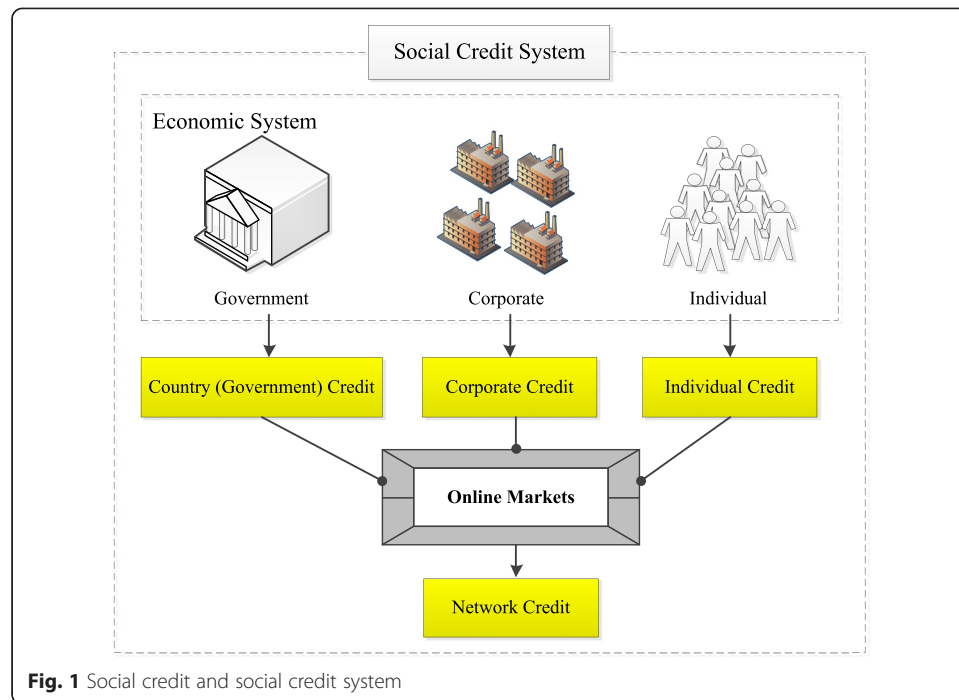 Social Credit System
Economic System
Government
Corporate
Individual
Country (Government) Credit
Corporate Credit
Individual Credit
Online Markets
Network Credit
Fig. 1 Social credit and social credit system